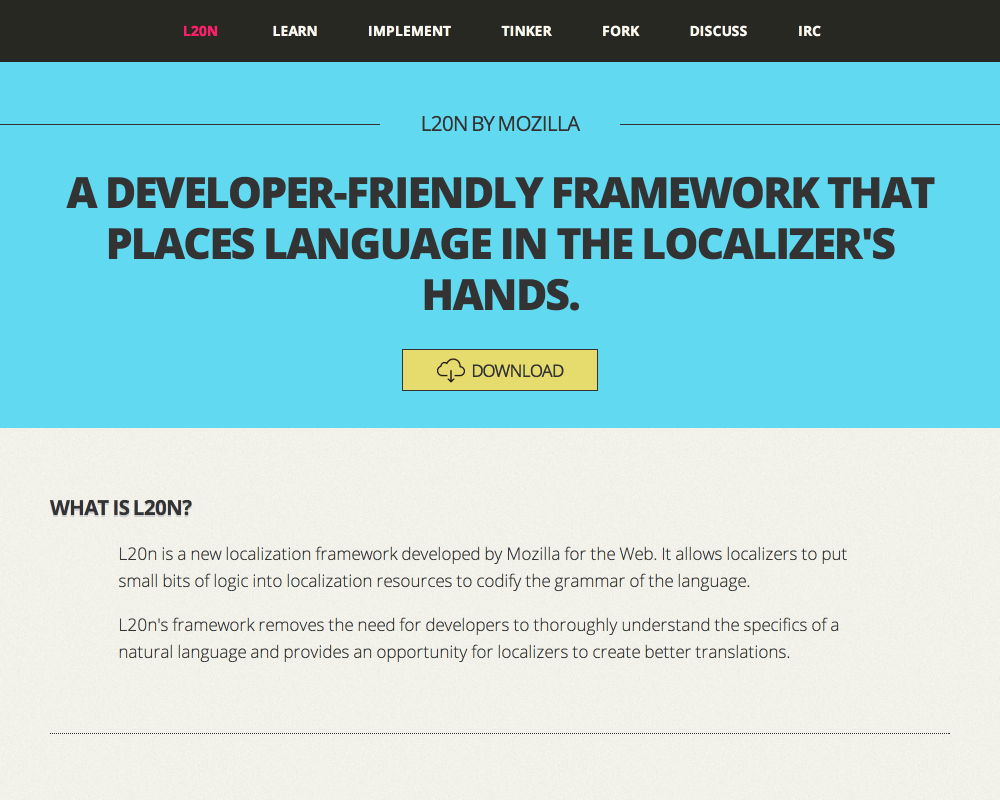 L20N LEARN IMPLEMENT TINKER FORK DISCUSS IRC
L20N BY MOZILLA
A DEVELOPER-FRIENDLY FRAMEWORK THAT
PLACES LANGUAGE IN THE LOCALIZER'S
HANDS.
DOWNLOAD
WHAT IS L20N?
L20n is a new localization framework developed by Mozilla for the Web. It allows localizers to put
small bits of logic into localization resources to codify the grammar of the language.
L20n's framework removes the need for developers to thoroughly understand the specifics of a
natural language and provides an opportunity for localizers to create better translations.